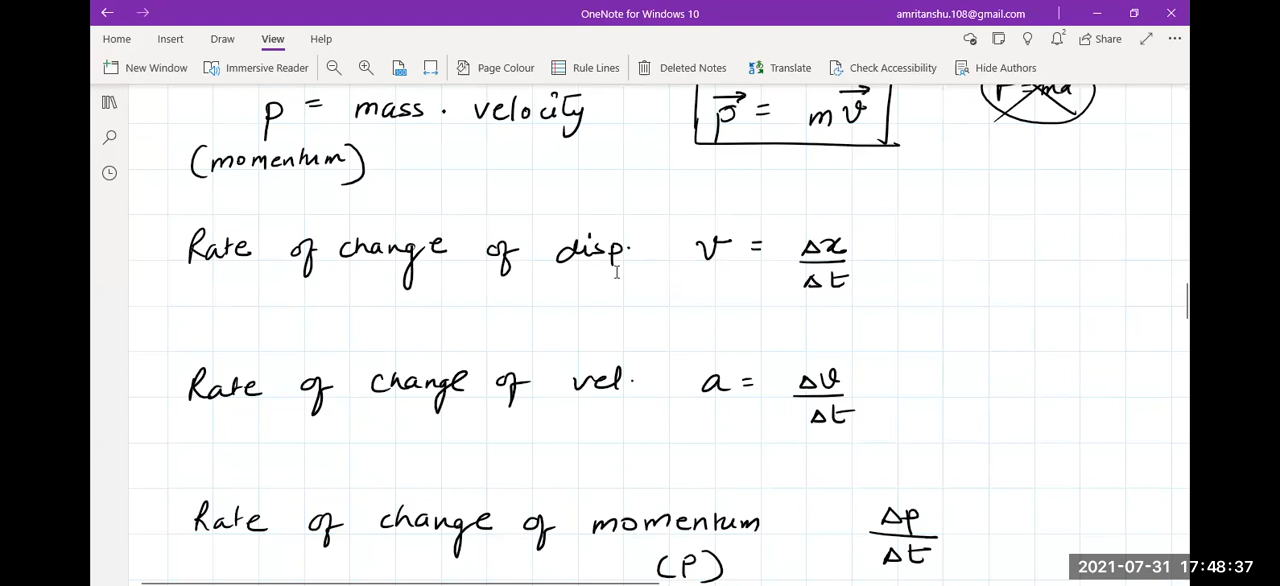 OneNote for Windows 10
amritanshu.108@gmail.com
Home Insert Draw View Help
2 Share
New Window Immersive Reader Page Colour Rule Lines Deleted Notes Translate Check Accessibility Hide Authors
p = mass . velocity p = mv F = ma
(momentum)
Rate of change of disp. v = Δx/Δt
Rate of change of vel. a = Δv/Δt
Rate of change of momentum Δp/Δt
(P)
2021-07-31 17:48:37